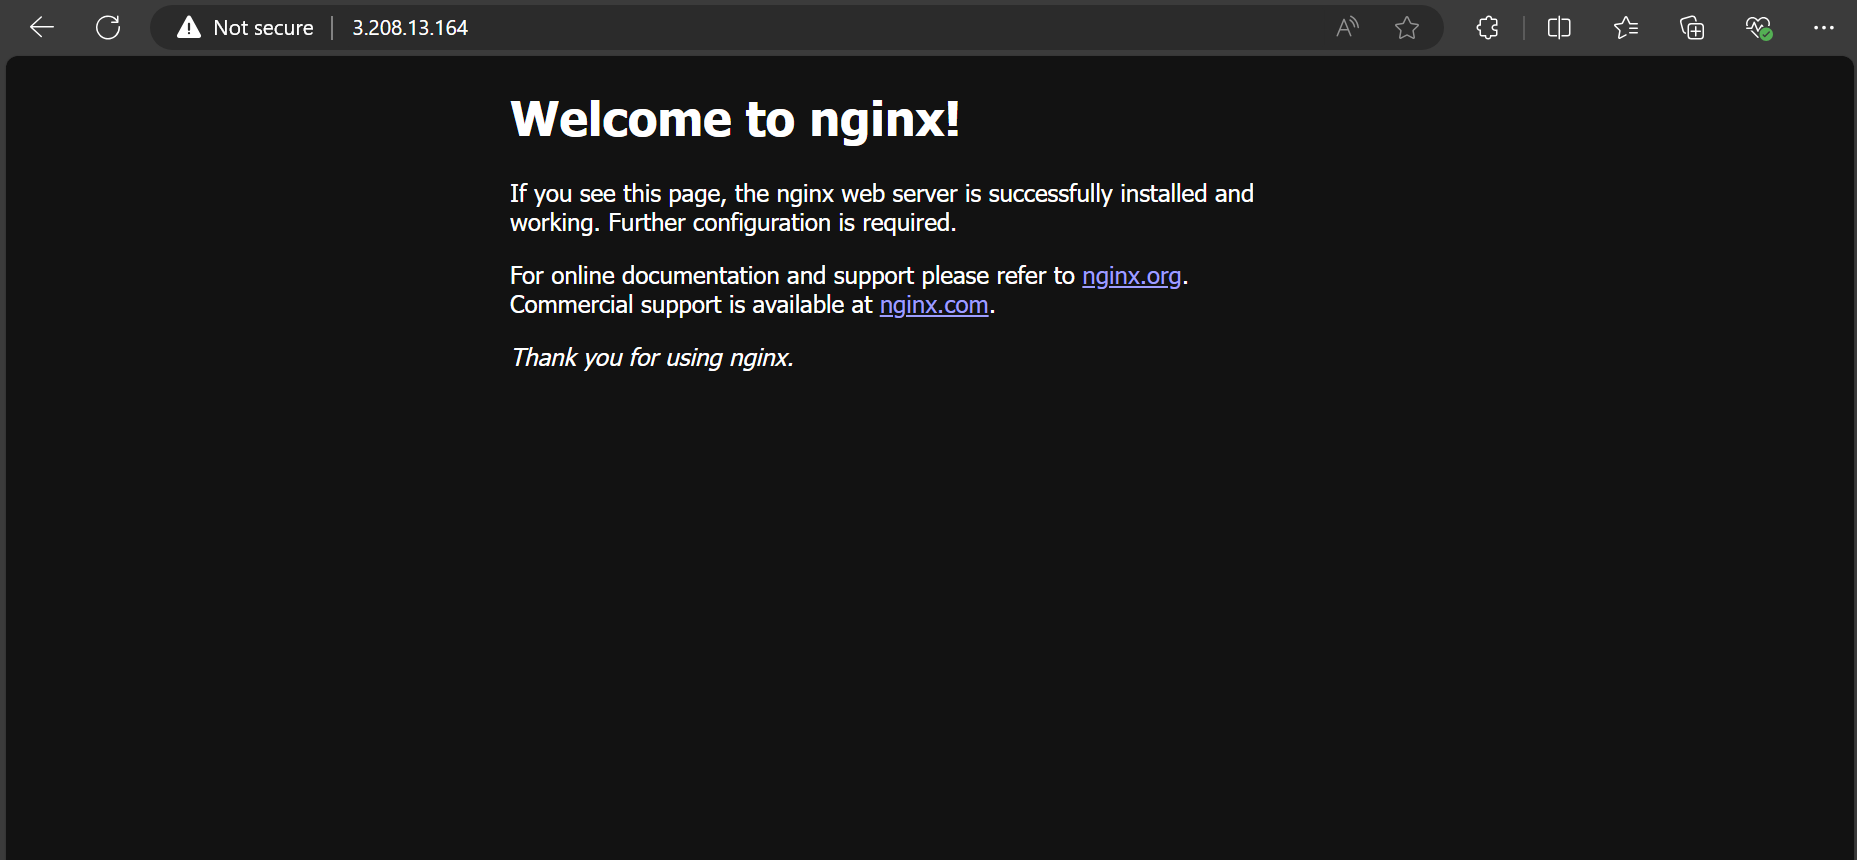 Not secure 3.208.13.164
Welcome to nginx!
If you see this page, the nginx web server is successfully installed and
working. Further configuration is required.
For online documentation and support please refer to nginx.org.
Commercial support is available at nginx.com.
Thank you for using nginx.